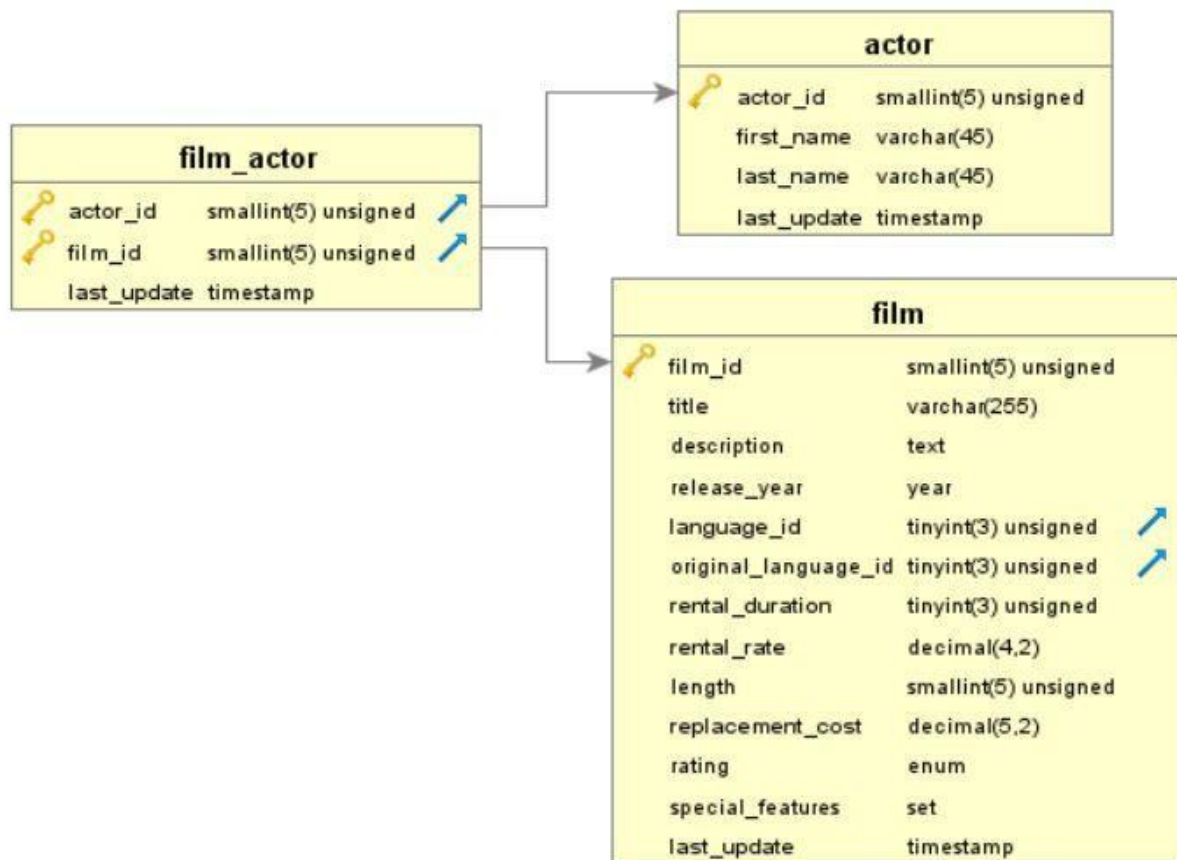 actor
actor_id smallint(5) unsigned
first_name varchar(45)
last_name varchar(45)
last_update timestamp
film_actor
actor_id smallint(5) unsigned
film_id smallint(5) unsigned
last_update timestamp
film
film_id smallint(5) unsigned
title varchar(255)
description text
release_year year
language_id tinyint(3) unsigned
original_language_id tinyint(3) unsigned
rental_duration tinyint(3) unsigned
rental_rate decimal(4,2)
length smallint(5) unsigned
replacement_cost decimal(5,2)
rating enum
special_features set
last_update timestamp